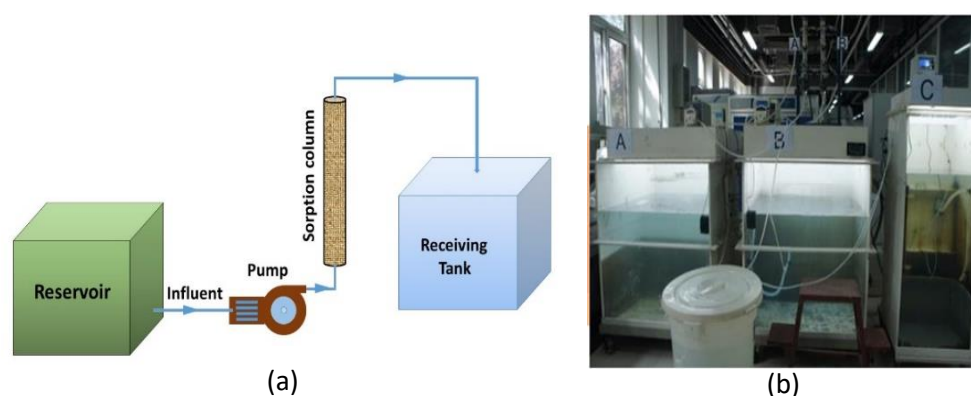 Reservoir
Influent
Pump
Sorption column
Receiving
Tank
(a)
A
B
A
B
C
(b)